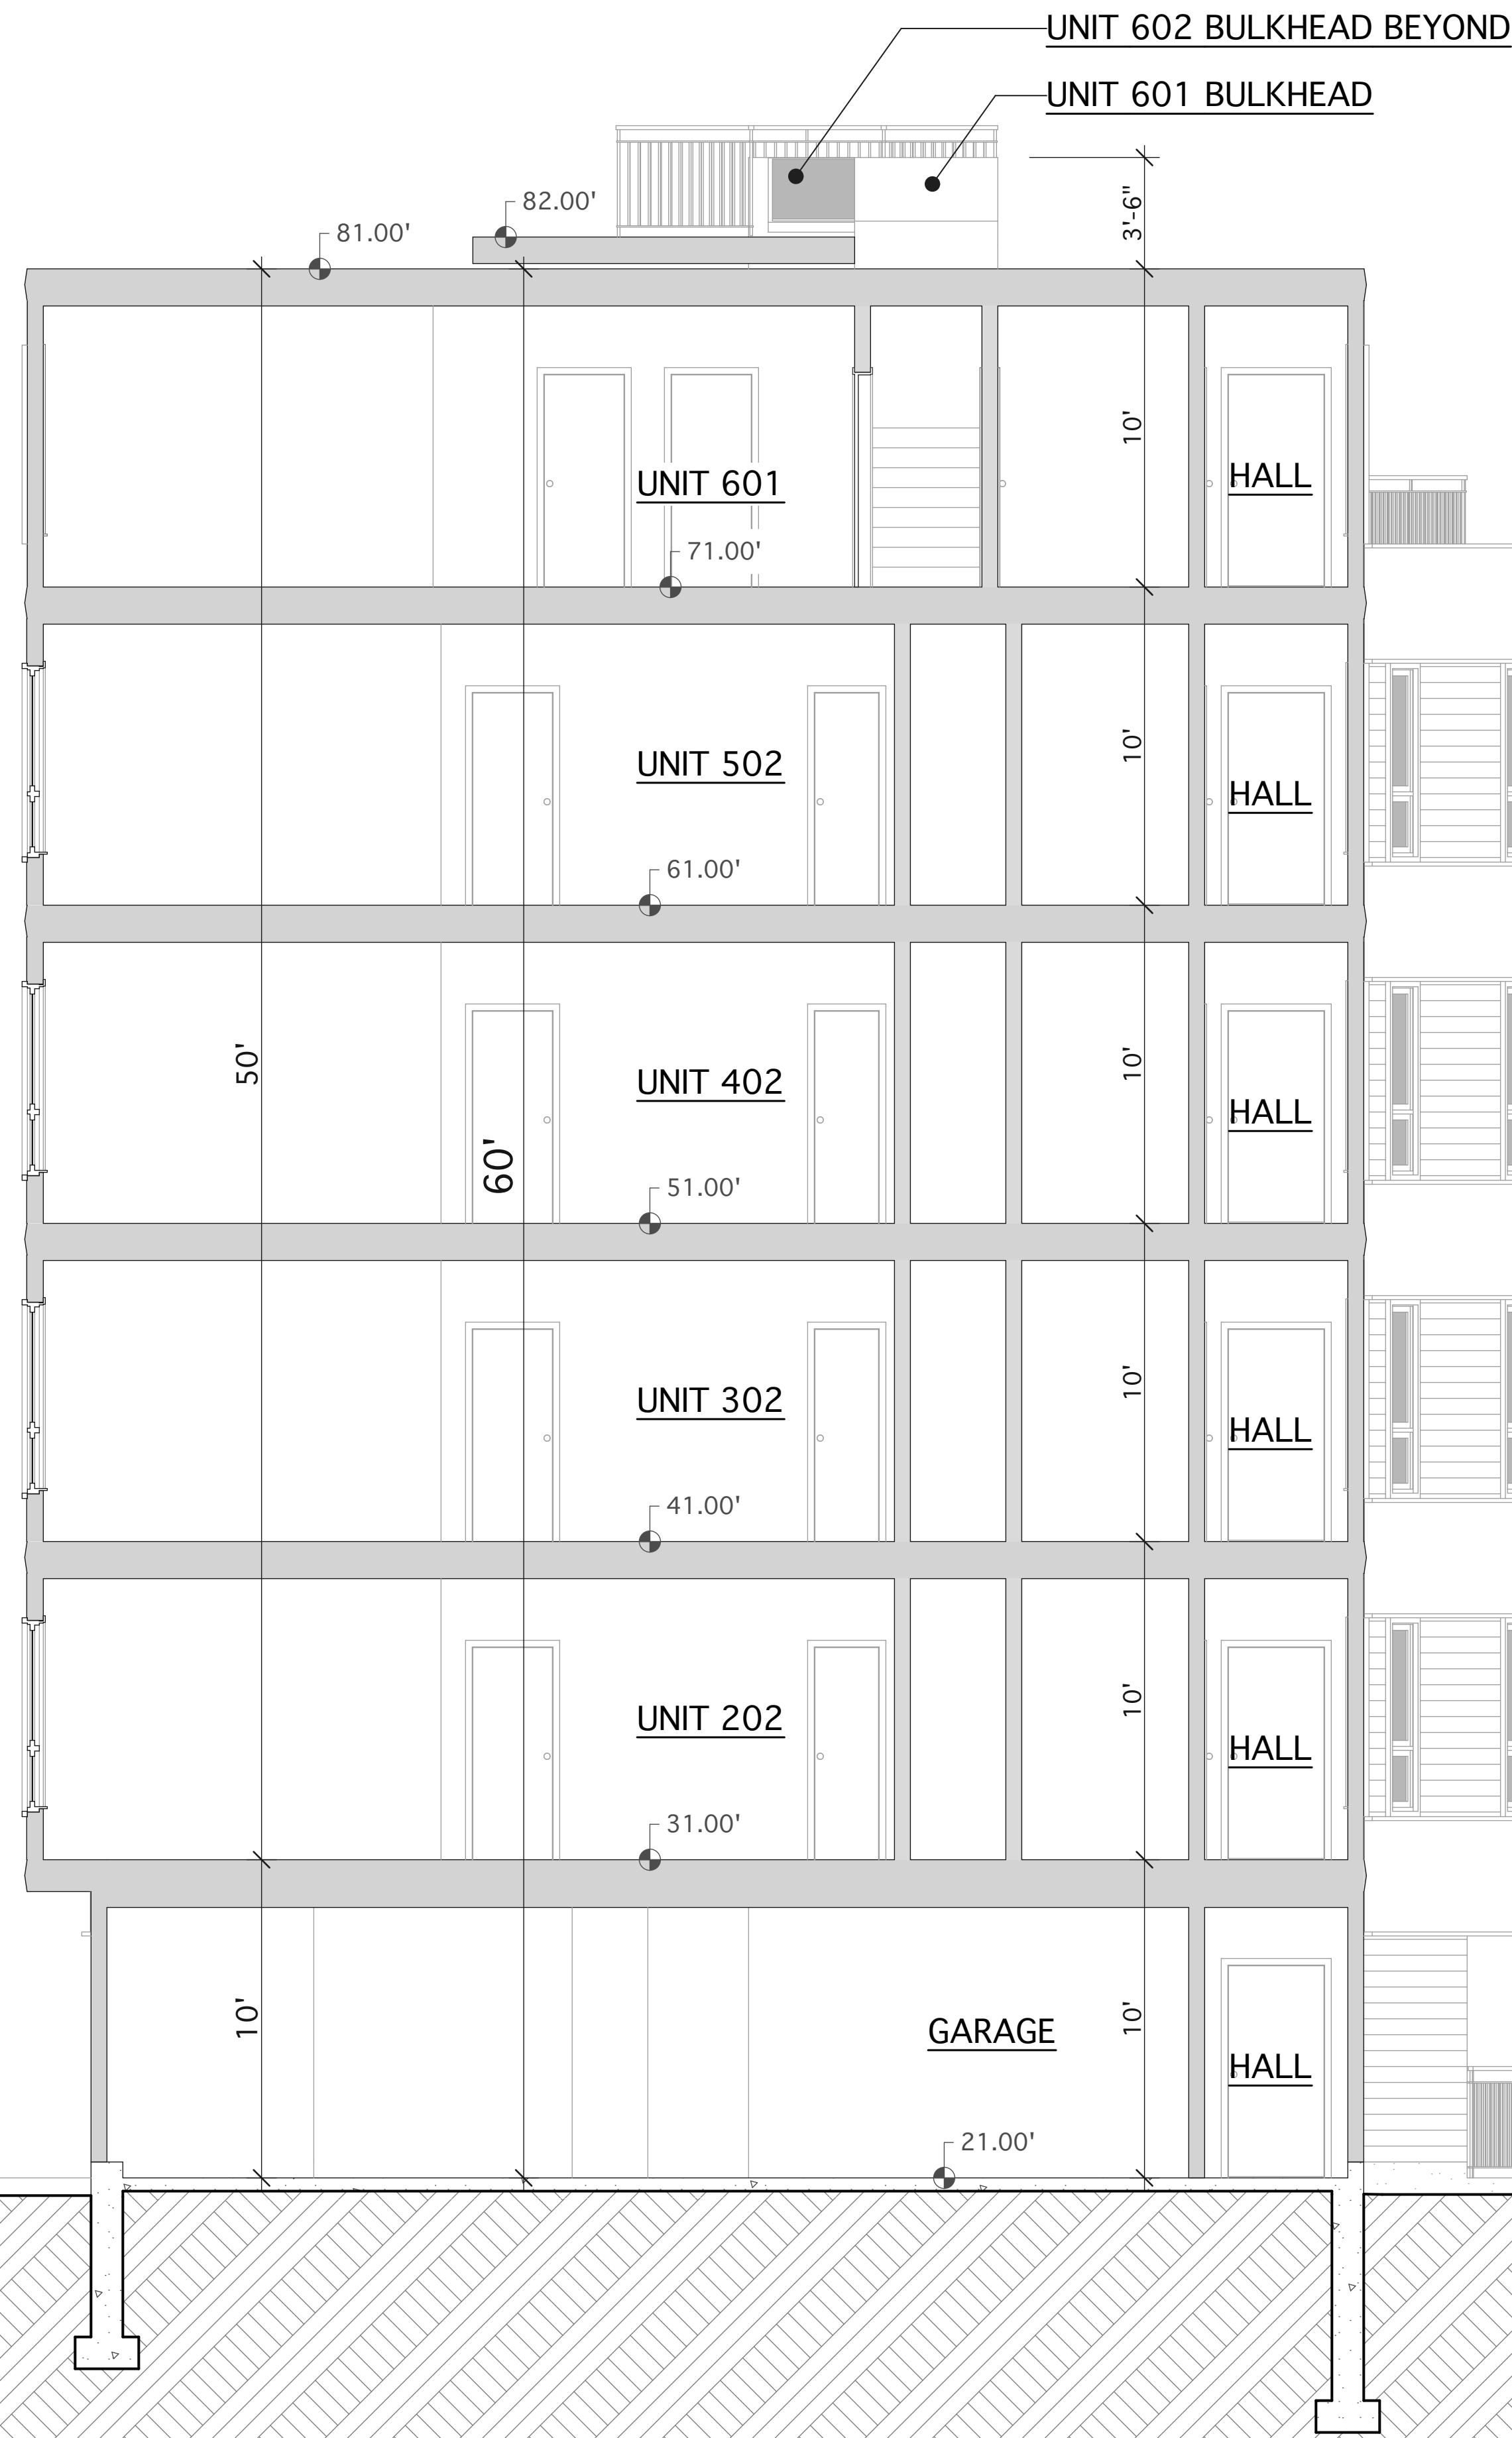 UNIT 602 BULKHEAD BEYOND
UNIT 601 BULKHEAD
3'-6"
82.00'
81.00'
10'
UNIT 601
HALL
71.00'
10'
UNIT 502
HALL
61.00'
50'
10'
UNIT 402
HALL
60'
51.00'
10'
UNIT 302
HALL
41.00'
10'
UNIT 202
HALL
31.00'
10'
10'
GARAGE
HALL
21.00'